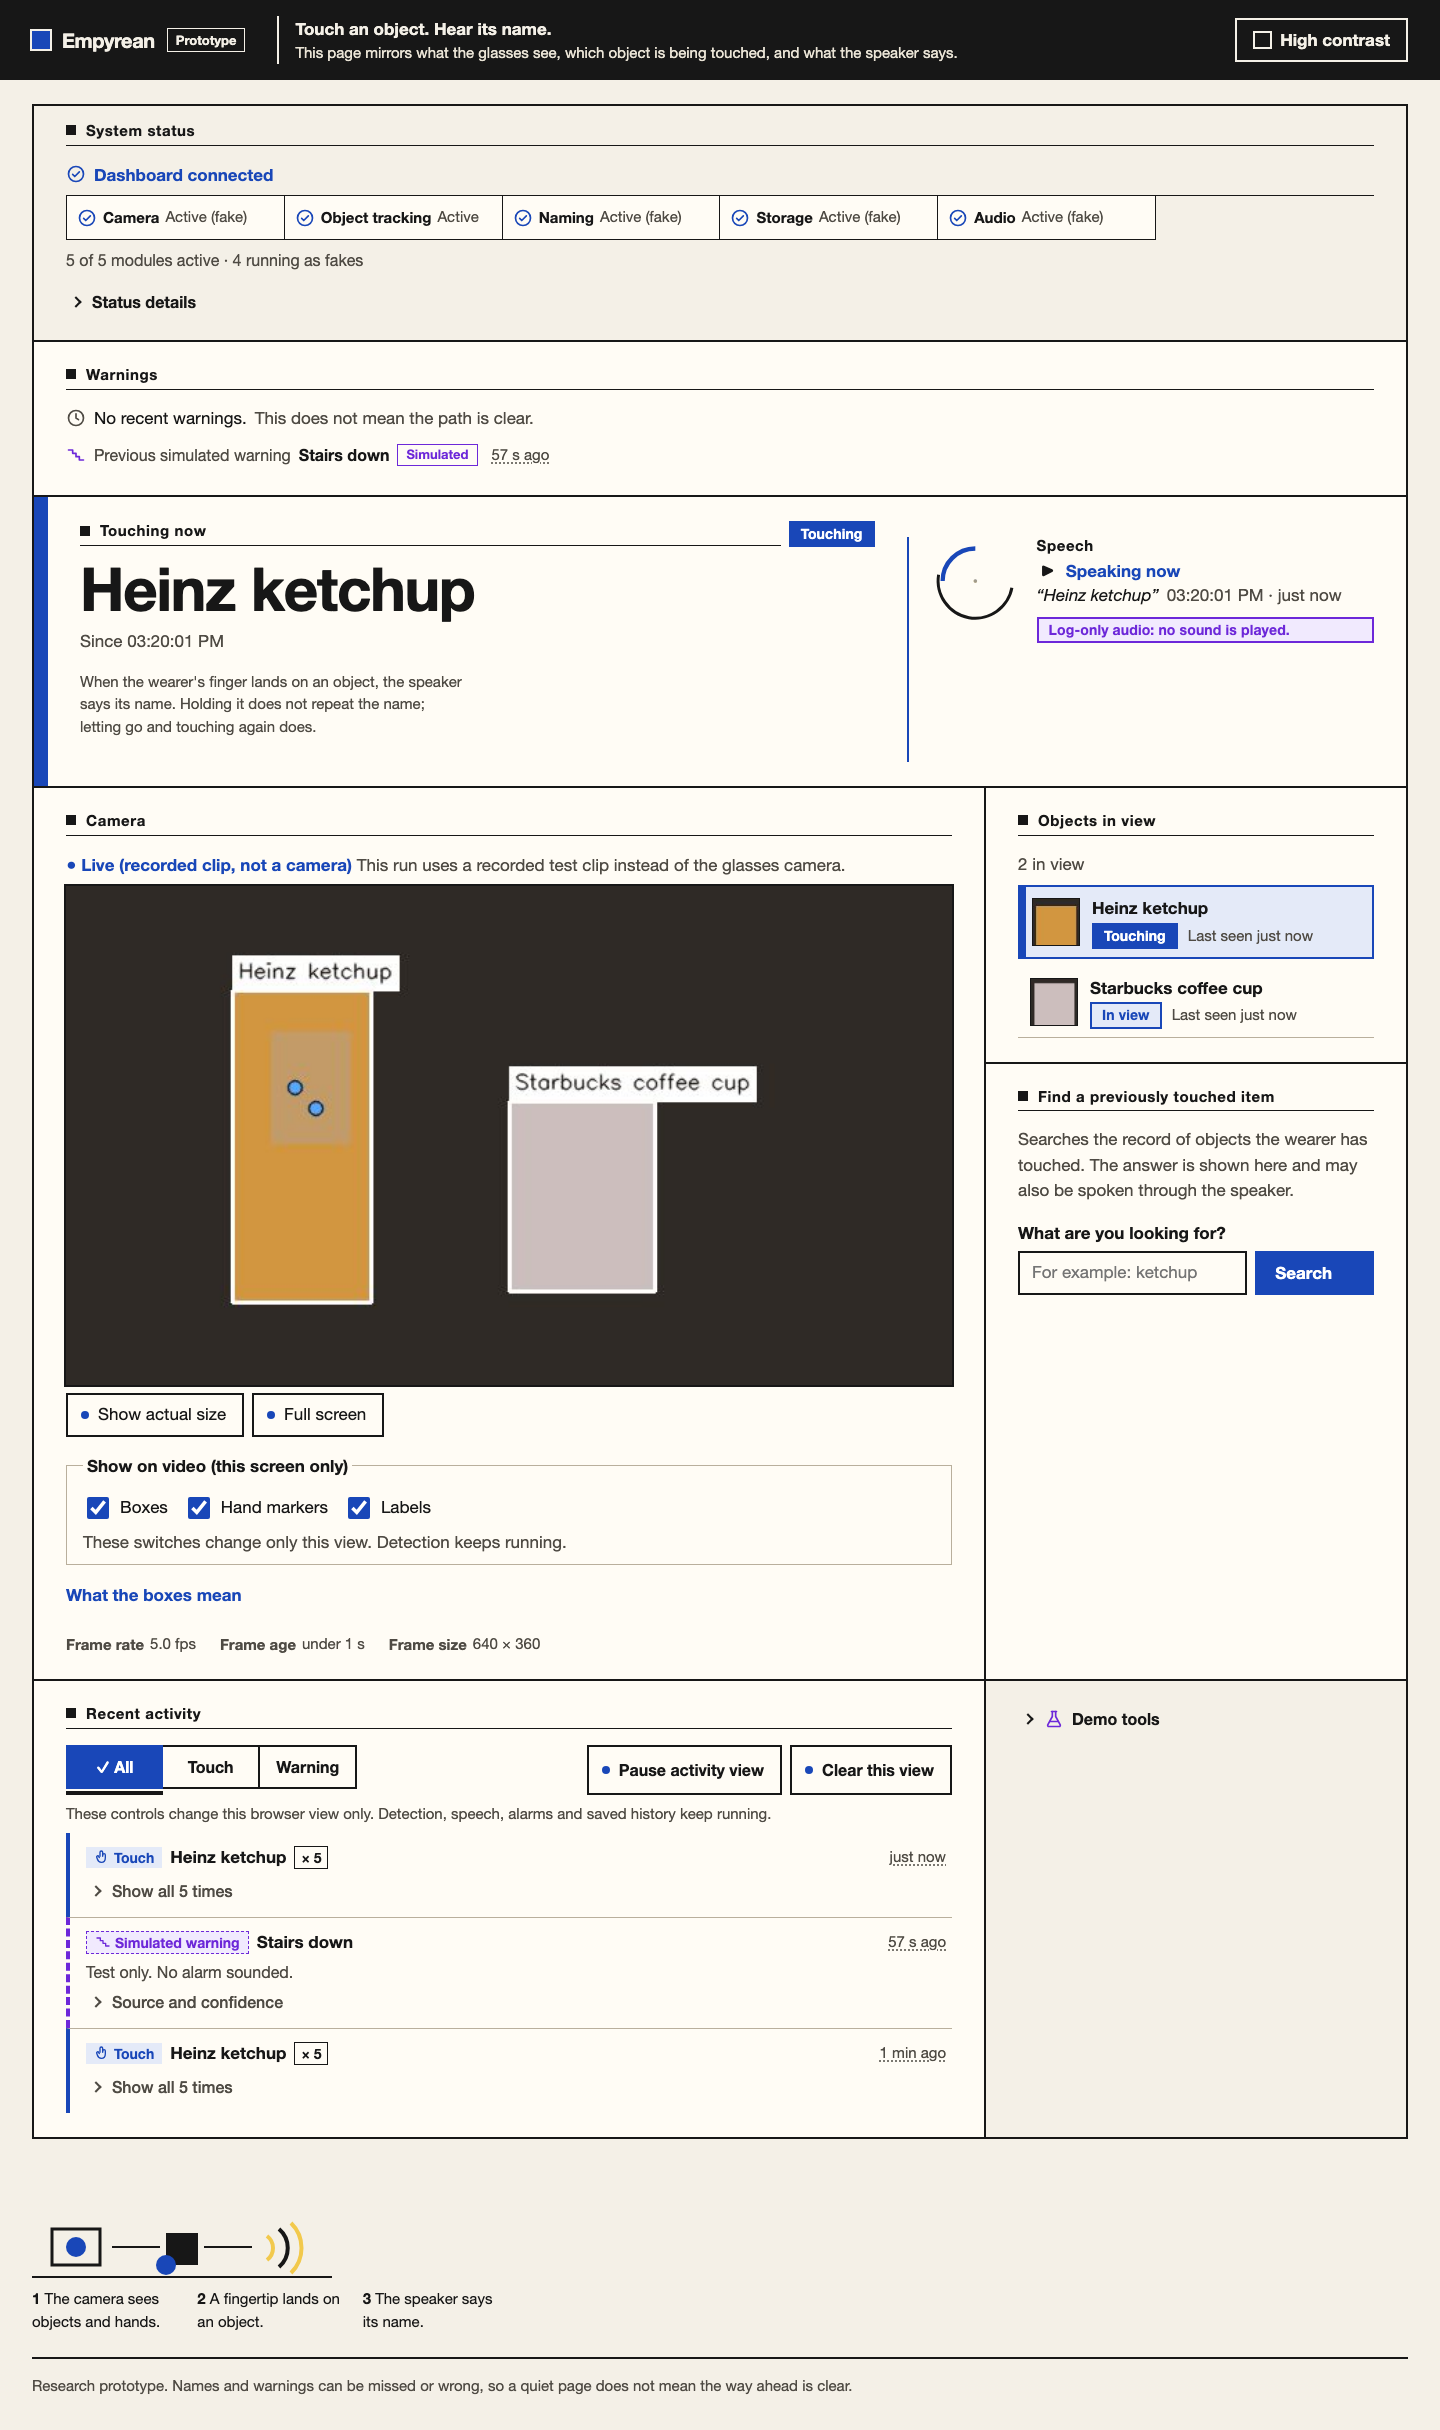 Empyrean Prototype
Touch an object. Hear its name.
This page mirrors what the glasses see, which object is being touched, and what the speaker says.
High contrast
System status
Dashboard connected
Camera Active (fake)
Object tracking Active
Naming Active (fake)
Storage Active (fake)
Audio Active (fake)
5 of 5 modules active · 4 running as fakes
Status details
Warnings
No recent warnings. This does not mean the path is clear.
Previous simulated warning Stairs down Simulated 57 s ago
Touching now
Touching
Heinz ketchup
Since 03:20:01 PM
When the wearer's finger lands on an object, the speaker
says its name. Holding it does not repeat the name;
letting go and touching again does.
Speech
Speaking now
“Heinz ketchup” 03:20:01 PM · just now
Log-only audio: no sound is played.
Camera
Live (recorded clip, not a camera) This run uses a recorded test clip instead of the glasses camera.
Heinz ketchup
Starbucks coffee cup
Show actual size
Full screen
Show on video (this screen only)
Boxes
Hand markers
Labels
These switches change only this view. Detection keeps running.
What the boxes mean
Frame rate 5.0 fps
Frame age under 1 s
Frame size 640 × 360
Objects in view
2 in view
Heinz ketchup
Touching Last seen just now
Starbucks coffee cup
In view Last seen just now
Find a previously touched item
Searches the record of objects the wearer has
touched. The answer is shown here and may
also be spoken through the speaker.
What are you looking for?
For example: ketchup
Search
Recent activity
All
Touch
Warning
Pause activity view
Clear this view
These controls change this browser view only. Detection, speech, alarms and saved history keep running.
Touch Heinz ketchup × 5 just now
Show all 5 times
Simulated warning Stairs down 57 s ago
Test only. No alarm sounded.
Source and confidence
Touch Heinz ketchup × 5 1 min ago
Show all 5 times
Demo tools
1 The camera sees
objects and hands.
2 A fingertip lands on
an object.
3 The speaker says
its name.
Research prototype. Names and warnings can be missed or wrong, so a quiet page does not mean the way ahead is clear.